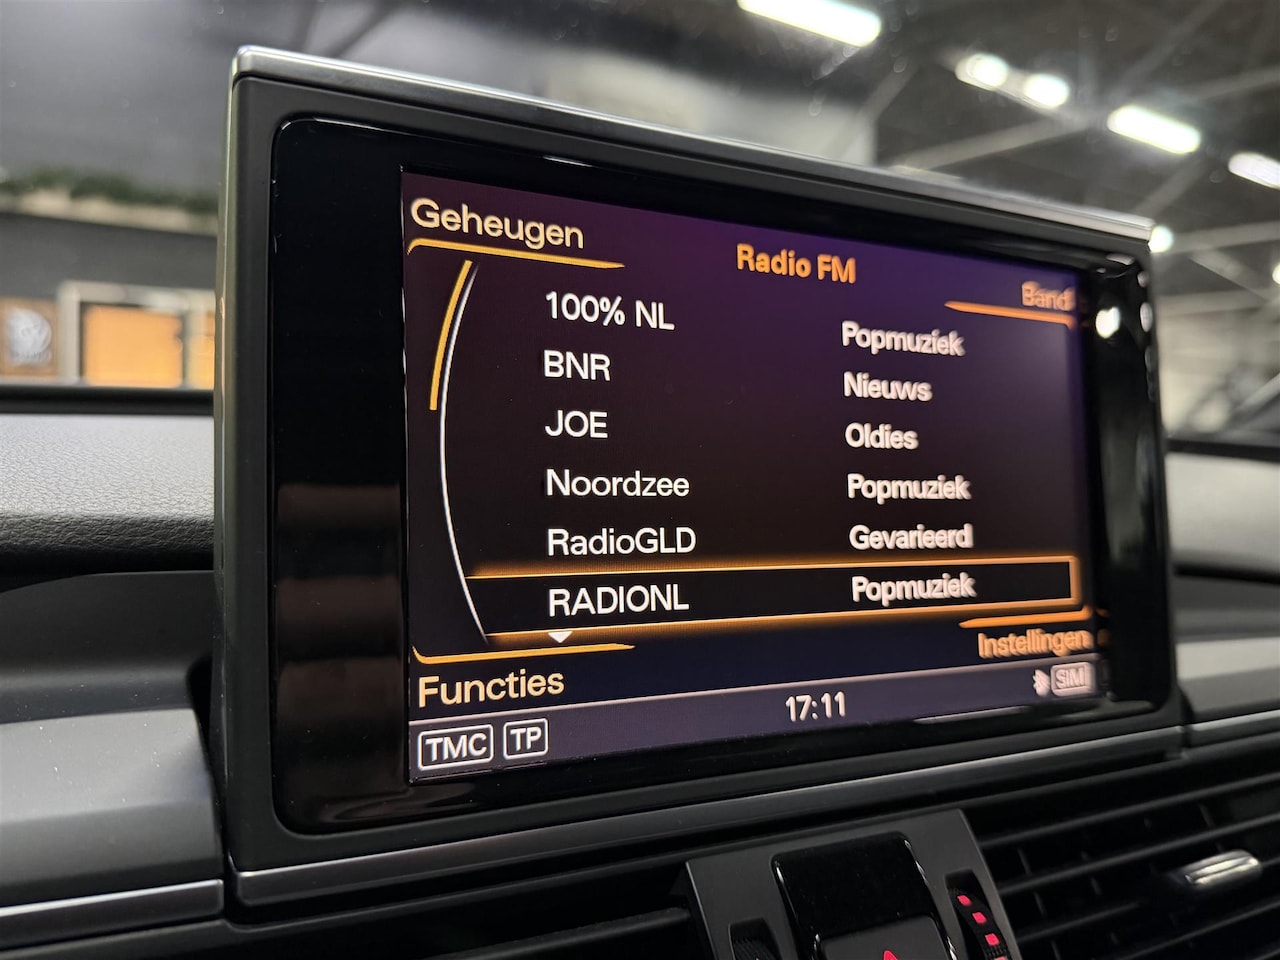 Geheugen
Radio FM
Band
100% NL Popmuziek
BNR Nieuws
JOE Oldies
Noordzee Popmuziek
RadioGLD Gevarieerd
RADIONL Popmuziek
Instellingen
Functies
TMC TP 17:11 SIM